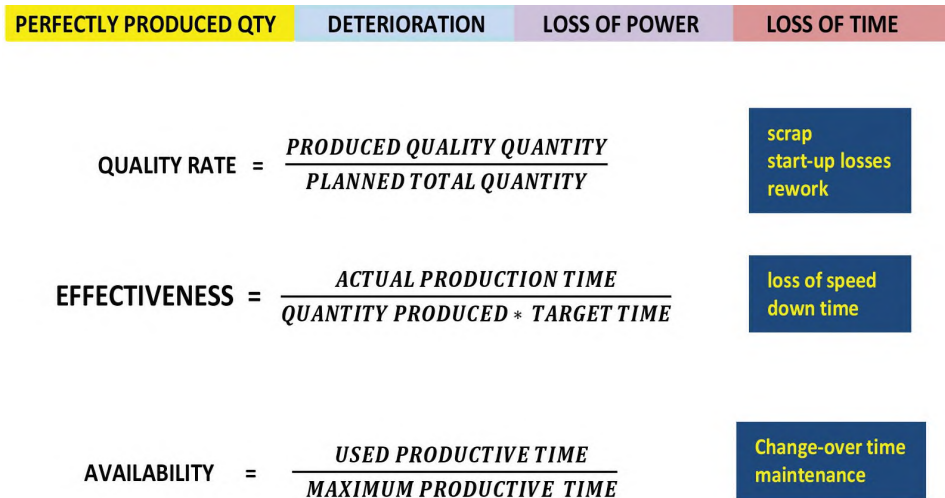 PERFECTLY PRODUCED QTY DETERIORATION LOSS OF POWER LOSS OF TIME
PRODUCED QUALITY QUANTITY
QUALITY RATE =
PLANNED TOTAL QUANTITY
scrap
start-up losses
rework
ACTUAL PRODUCTION TIME
EFFECTIVENESS =
QUANTITY PRODUCED * TARGET TIME
loss of speed
down time
USED PRODUCTIVE TIME
AVAILABILITY =
MAXIMUM PRODUCTIVE TIME
Change-over time
maintenance